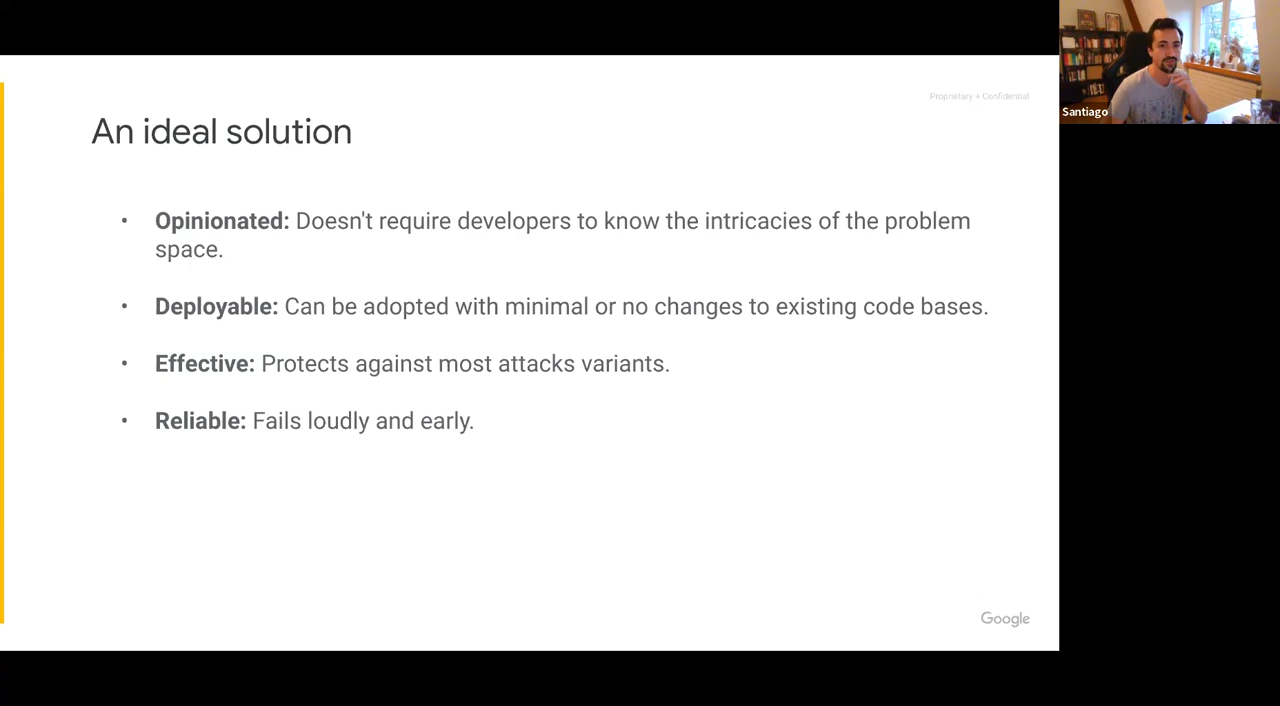 Proprietary + Confidential
An ideal solution
• Opinionated: Doesn't require developers to know the intricacies of the problem
space.
• Deployable: Can be adopted with minimal or no changes to existing code bases.
• Effective: Protects against most attacks variants.
• Reliable: Fails loudly and early.
Google
Santiago